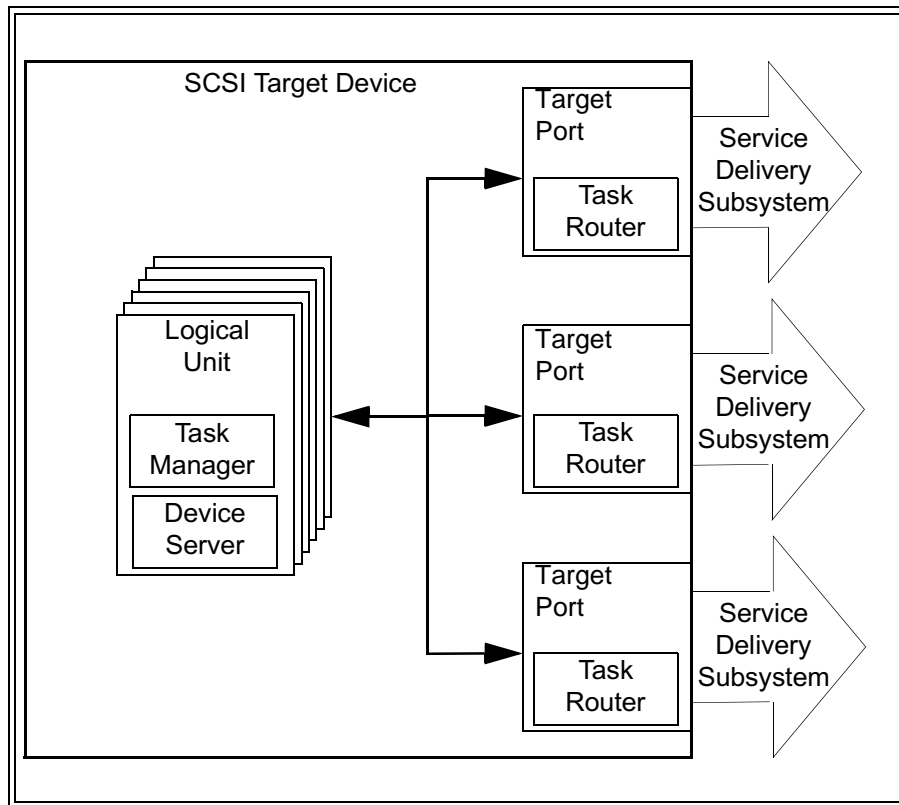 SCSI Target Device
Target
Port
Task
Router
Service
Delivery
Subsystem
Logical
Unit
Task
Manager
Device
Server
Target
Port
Task
Router
Service
Delivery
Subsystem
Target
Port
Task
Router
Service
Delivery
Subsystem